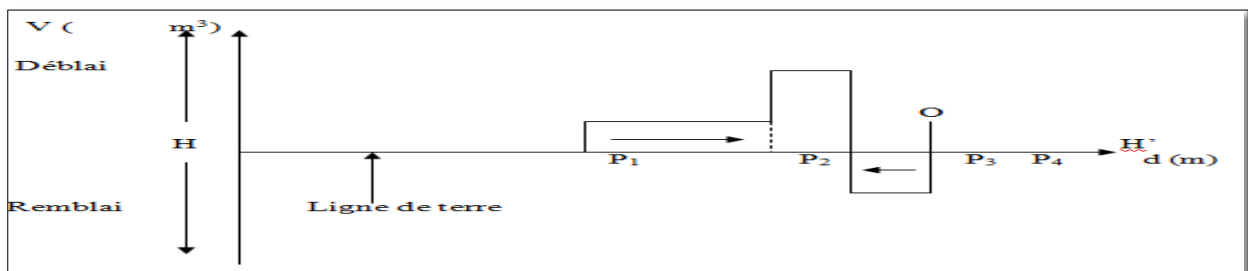 V ( m³)
Déblai
O
H
H'
P₁ P₂ P₃ P₄ d (m)
Remblai
Ligne de terre